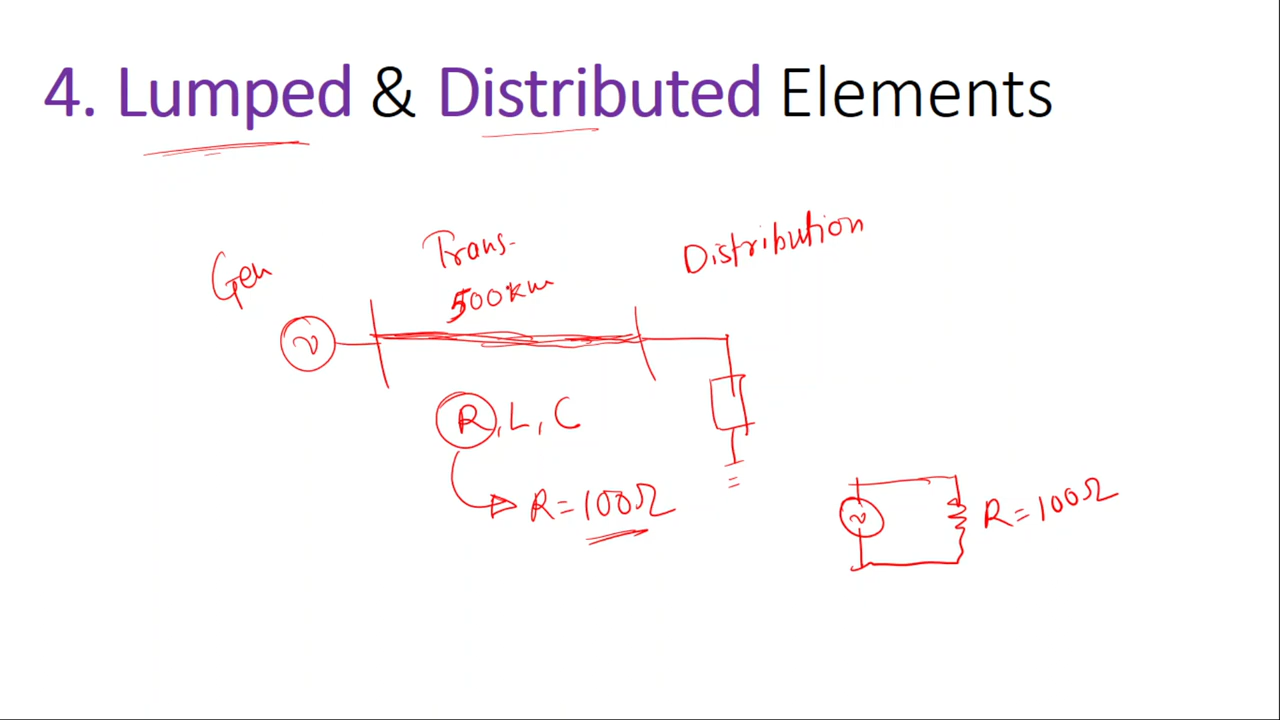 4. Lumped & Distributed Elements
Gen
Trans-
500km
Distribution
R, L, C
R=100Ω
R=100Ω